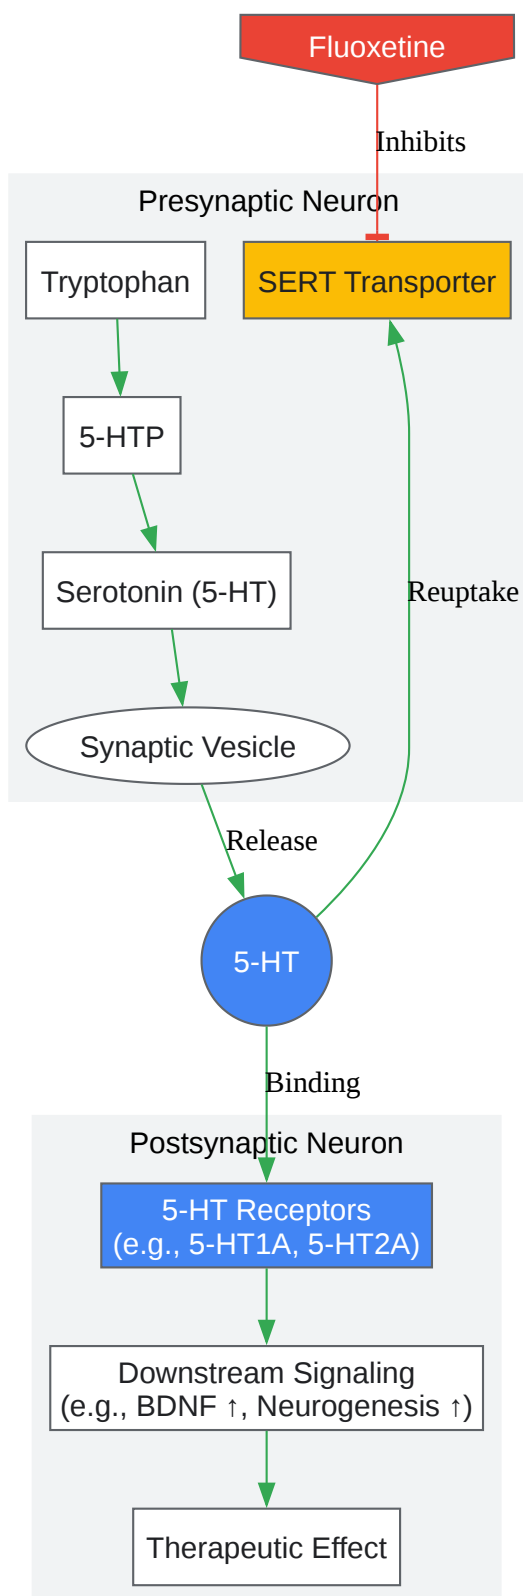 Fluoxetine
Inhibits
Presynaptic Neuron
Tryptophan
SERT Transporter
5-HTP
Serotonin (5-HT)
Reuptake
Synaptic Vesicle
Release
5-HT
Binding
Postsynaptic Neuron
5-HT Receptors
(e.g., 5-HT1A, 5-HT2A)
Downstream Signaling
(e.g., BDNF ↑, Neurogenesis ↑)
Therapeutic Effect